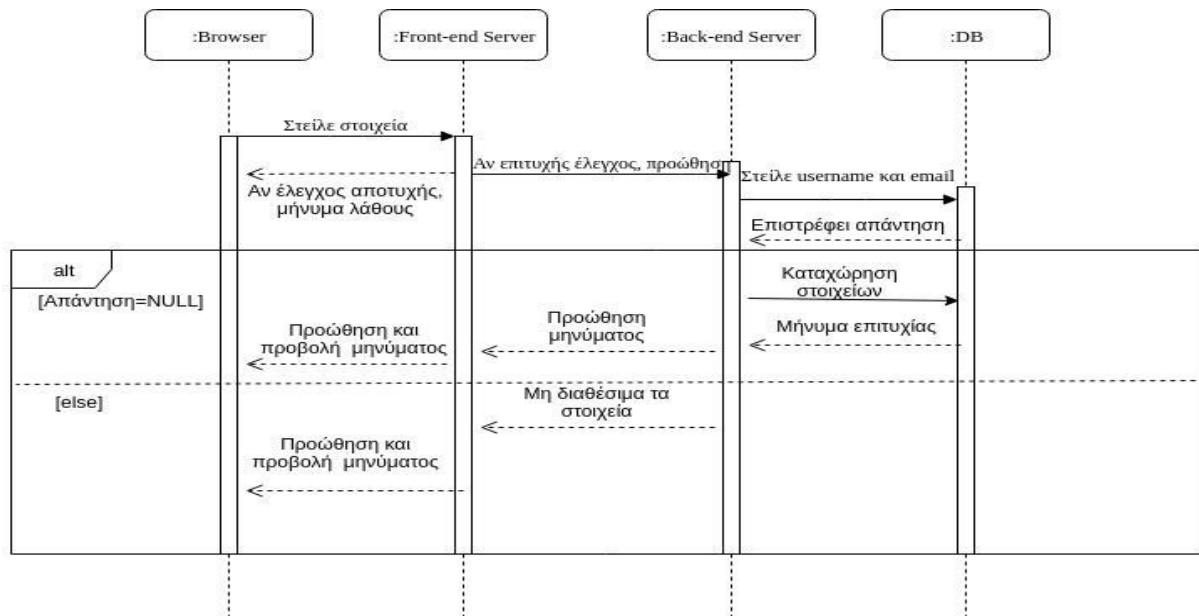 :Browser
:Front-end Server
:Back-end Server
:DB
Στείλε στοιχεία
Αν επιτυχής έλεγχος, προώθηση
Αν έλεγχος αποτυχής,
μήνυμα λάθους
Στείλε username και email
Επιστρέφει απάντηση
alt
[Απάντηση=NULL]
Καταχώρηση
στοιχείων
Μήνυμα επιτυχίας
Προώθηση
μηνύματος
Προώθηση και
προβολή μηνύματος
[else]
Μη διαθέσιμα τα
στοιχεία
Προώθηση και
προβολή μηνύματος